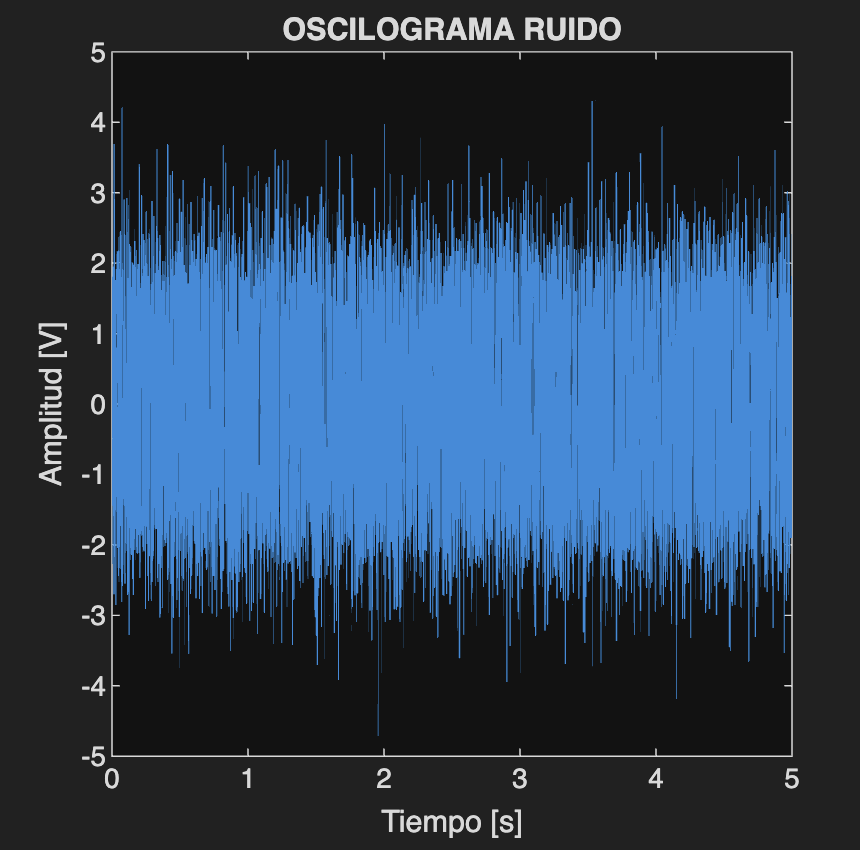 OSCILOGRAMA RUIDO
5
4
3
2
1
0
-1
-2
-3
-4
-5
Amplitud [V]
0 1 2 3 4 5
Tiempo [s]